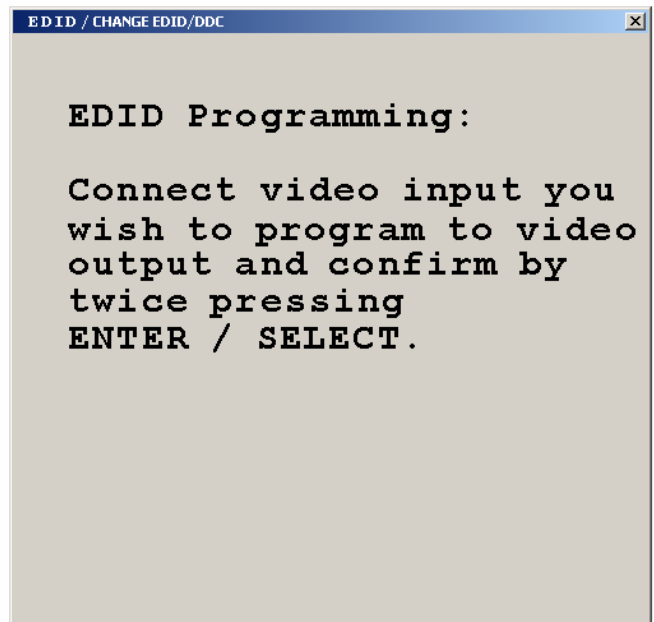 EDID / CHANGE EDID/DDC
EDID Programming:
Connect video input you
wish to program to video
output and confirm by
twice pressing
ENTER / SELECT.